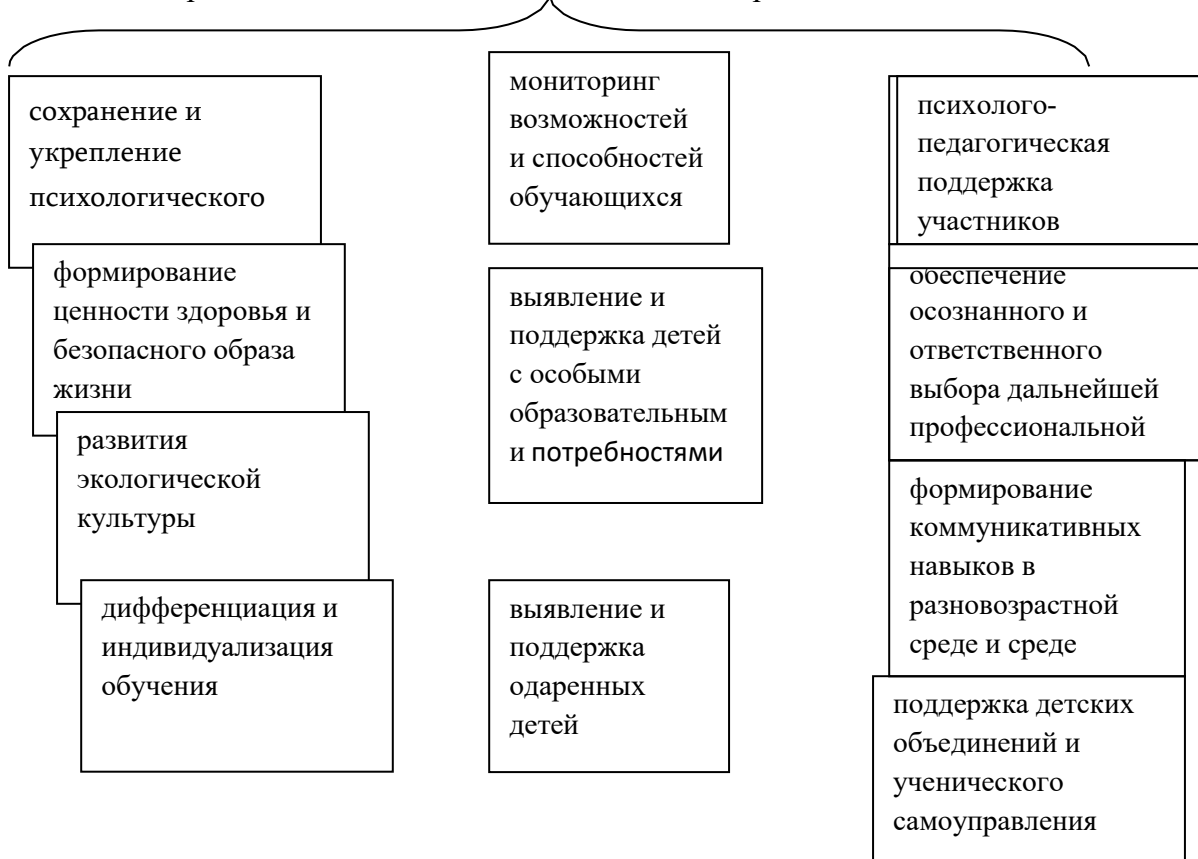 сохранение и
укрепление
психологического
формирование
ценности здоровья и
безопасного образа
жизни
развития
экологической
культуры
дифференциация и
индивидуализация
обучения
мониторинг
возможностей
и способностей
обучающихся
выявление и
поддержка детей
с особыми
образовательным
и потребностями
выявление и
поддержка
одаренных
детей
психолого-
педагогическая
поддержка
участников
обеспечение
осознанного и
ответственного
выбора дальнейшей
профессиональной
формирование
коммуникативных
навыков в
разновозрастной
среде и среде
поддержка детских
объединений и
ученического
самоуправления